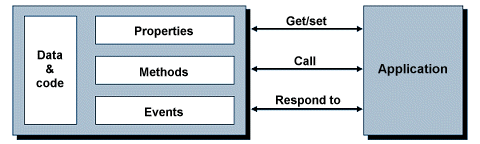 Data
&
code
Properties
Methods
Events
Get/set
Call
Respond to
Application